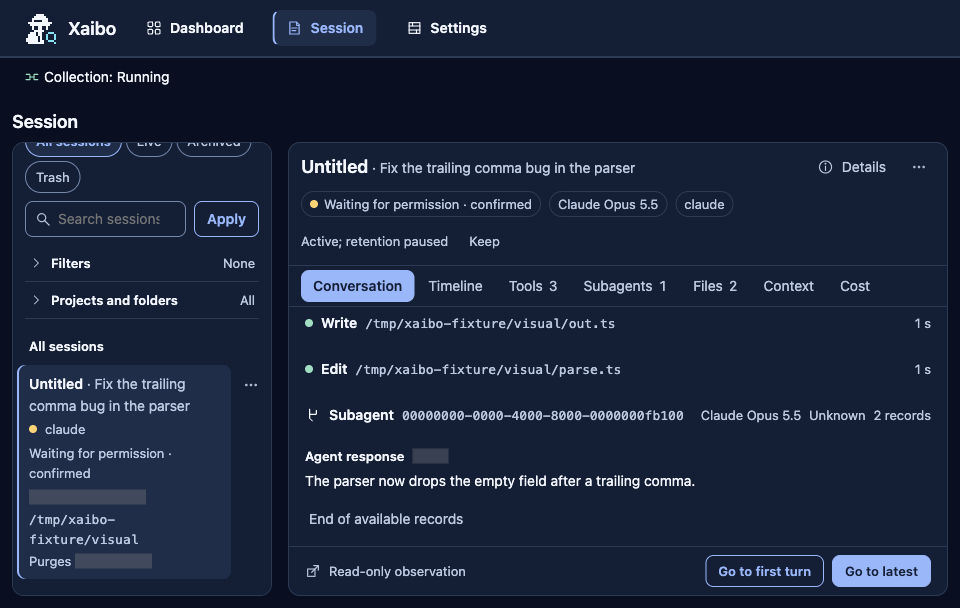 Xaibo
Dashboard
Session
Settings
Collection: Running
Session
All sessions
Live
Archived
Trash
Search sessions
Apply
Filters
None
Projects and folders
All
All sessions
Untitled · Fix the trailing
comma bug in the parser
claude
Waiting for permission ·
confirmed
/tmp/xaibo-
fixture/visual
Purges
Untitled · Fix the trailing comma bug in the parser
Details
Waiting for permission · confirmed
Claude Opus 5.5
claude
Active; retention paused
Keep
Conversation
Timeline
Tools 3
Subagents 1
Files 2
Context
Cost
Write /tmp/xaibo-fixture/visual/out.ts 1 s
Edit /tmp/xaibo-fixture/visual/parse.ts 1 s
Subagent 00000000-0000-4000-8000-0000000fb100 Claude Opus 5.5 Unknown 2 records
Agent response
The parser now drops the empty field after a trailing comma.
End of available records
Read-only observation
Go to first turn
Go to latest